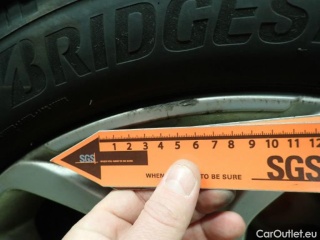 BRIDGES
1 2 3 4 5 6 7 8 9 10 11 12
SGS
WHEN TO BE SURE SGS
CarOutlet.eu